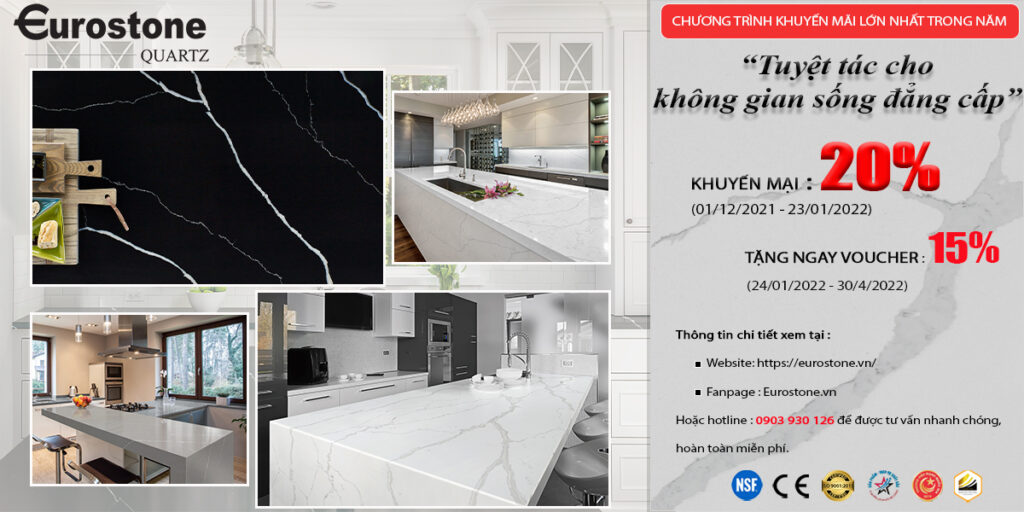 Eurostone
QUARTZ
CHƯƠNG TRÌNH KHUYẾN MÃI LỚN NHẤT TRONG NĂM
“Tuyệt tác cho
không gian sống đẳng cấp”
KHUYẾN MẠI : 20%
(01/12/2021 - 23/01/2022)
TẶNG NGAY VOUCHER : 15%
(24/01/2022 - 30/4/2022)
Thông tin chi tiết xem tại :
▪ Website: https://eurostone.vn/
▪ Fanpage : Eurostone.vn
Hoặc hotline : 0903 930 126 để được tư vấn nhanh chóng,
hoàn toàn miễn phí.
NSF CE ISO 9001:2015